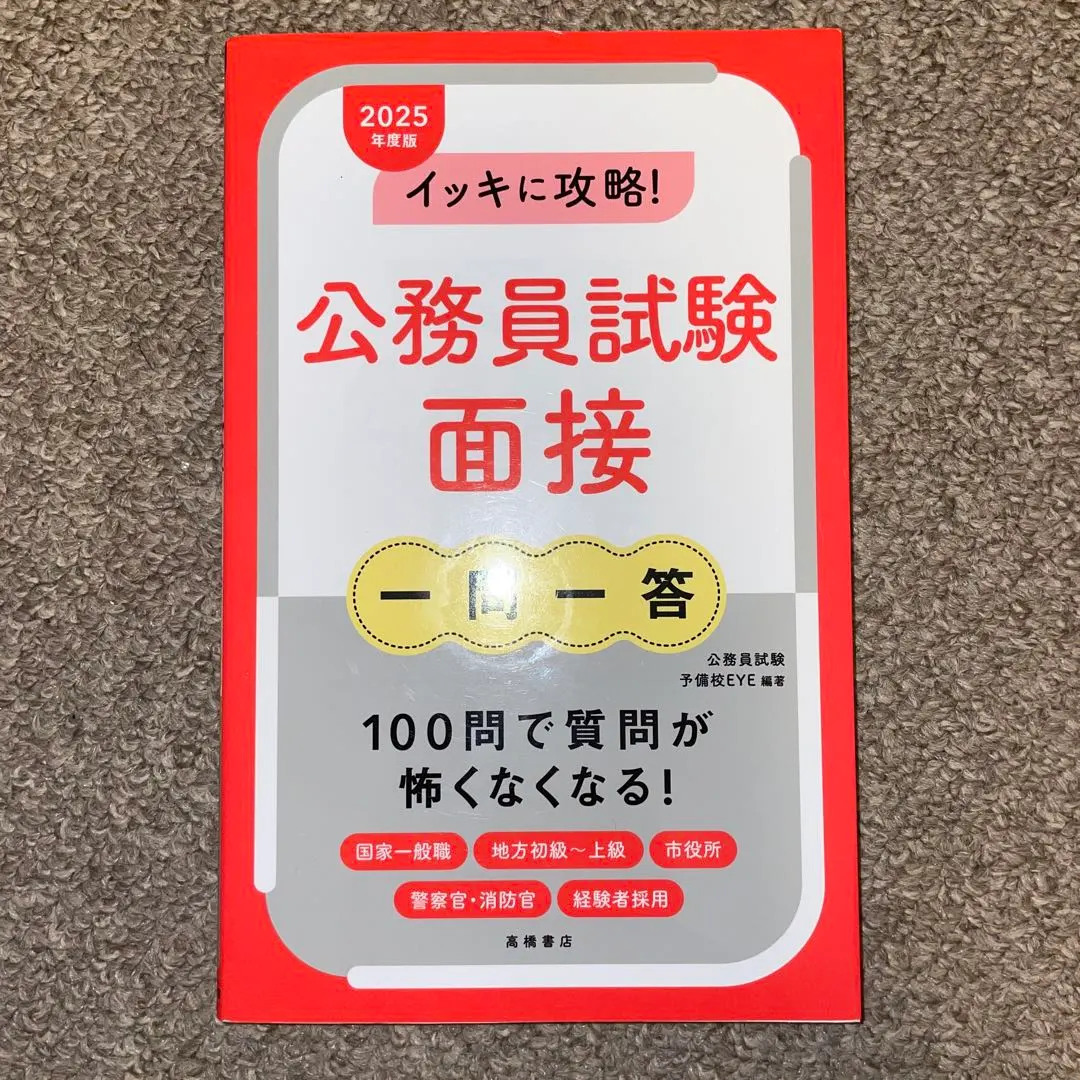 2025
年度版
イッキに攻略!
公務員試験
面接
一問一答
公務員試験
予備校EYE 編著
100問で質問が
怖くなくなる!
国家一般職 地方初級～上級 市役所
警察官・消防官 経験者採用
高橋書店